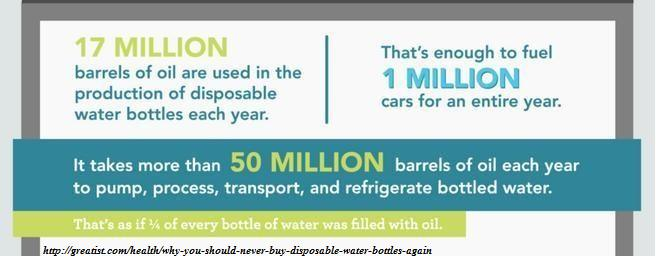 17 MILLION
barrels of oil are used in the
production of disposable
water bottles each year.
That's enough to fuel
1 MILLION
cars for an entire year.
It takes more than 50 MILLION barrels of oil each year
to pump, process, transport, and refrigerate bottled water.
That's as if ¼ of every bottle of water was filled with oil.
http://greatist.com/health/why-you-should-never-buy-disposable-water-bottles-again